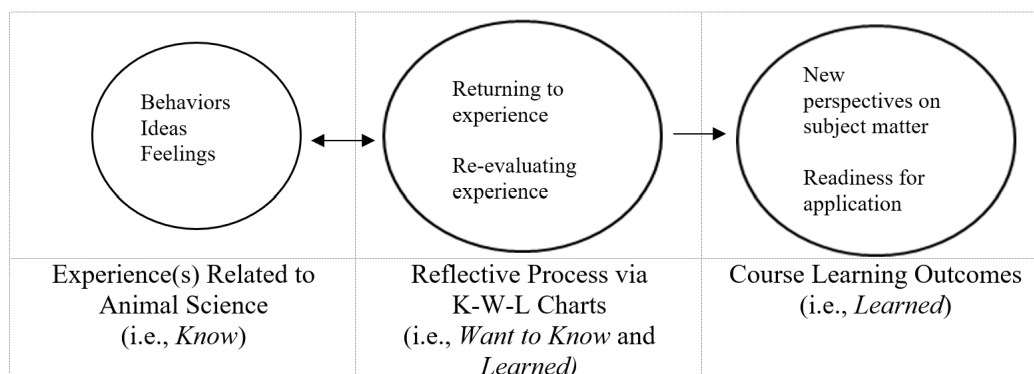 Behaviors
Ideas
Feelings
Returning to
experience
Re-evaluating
experience
New
perspectives on
subject matter
Readiness for
application
Experience(s) Related to
Animal Science
(i.e., Know)
Reflective Process via
K-W-L Charts
(i.e., Want to Know and
Learned)
Course Learning Outcomes
(i.e., Learned)